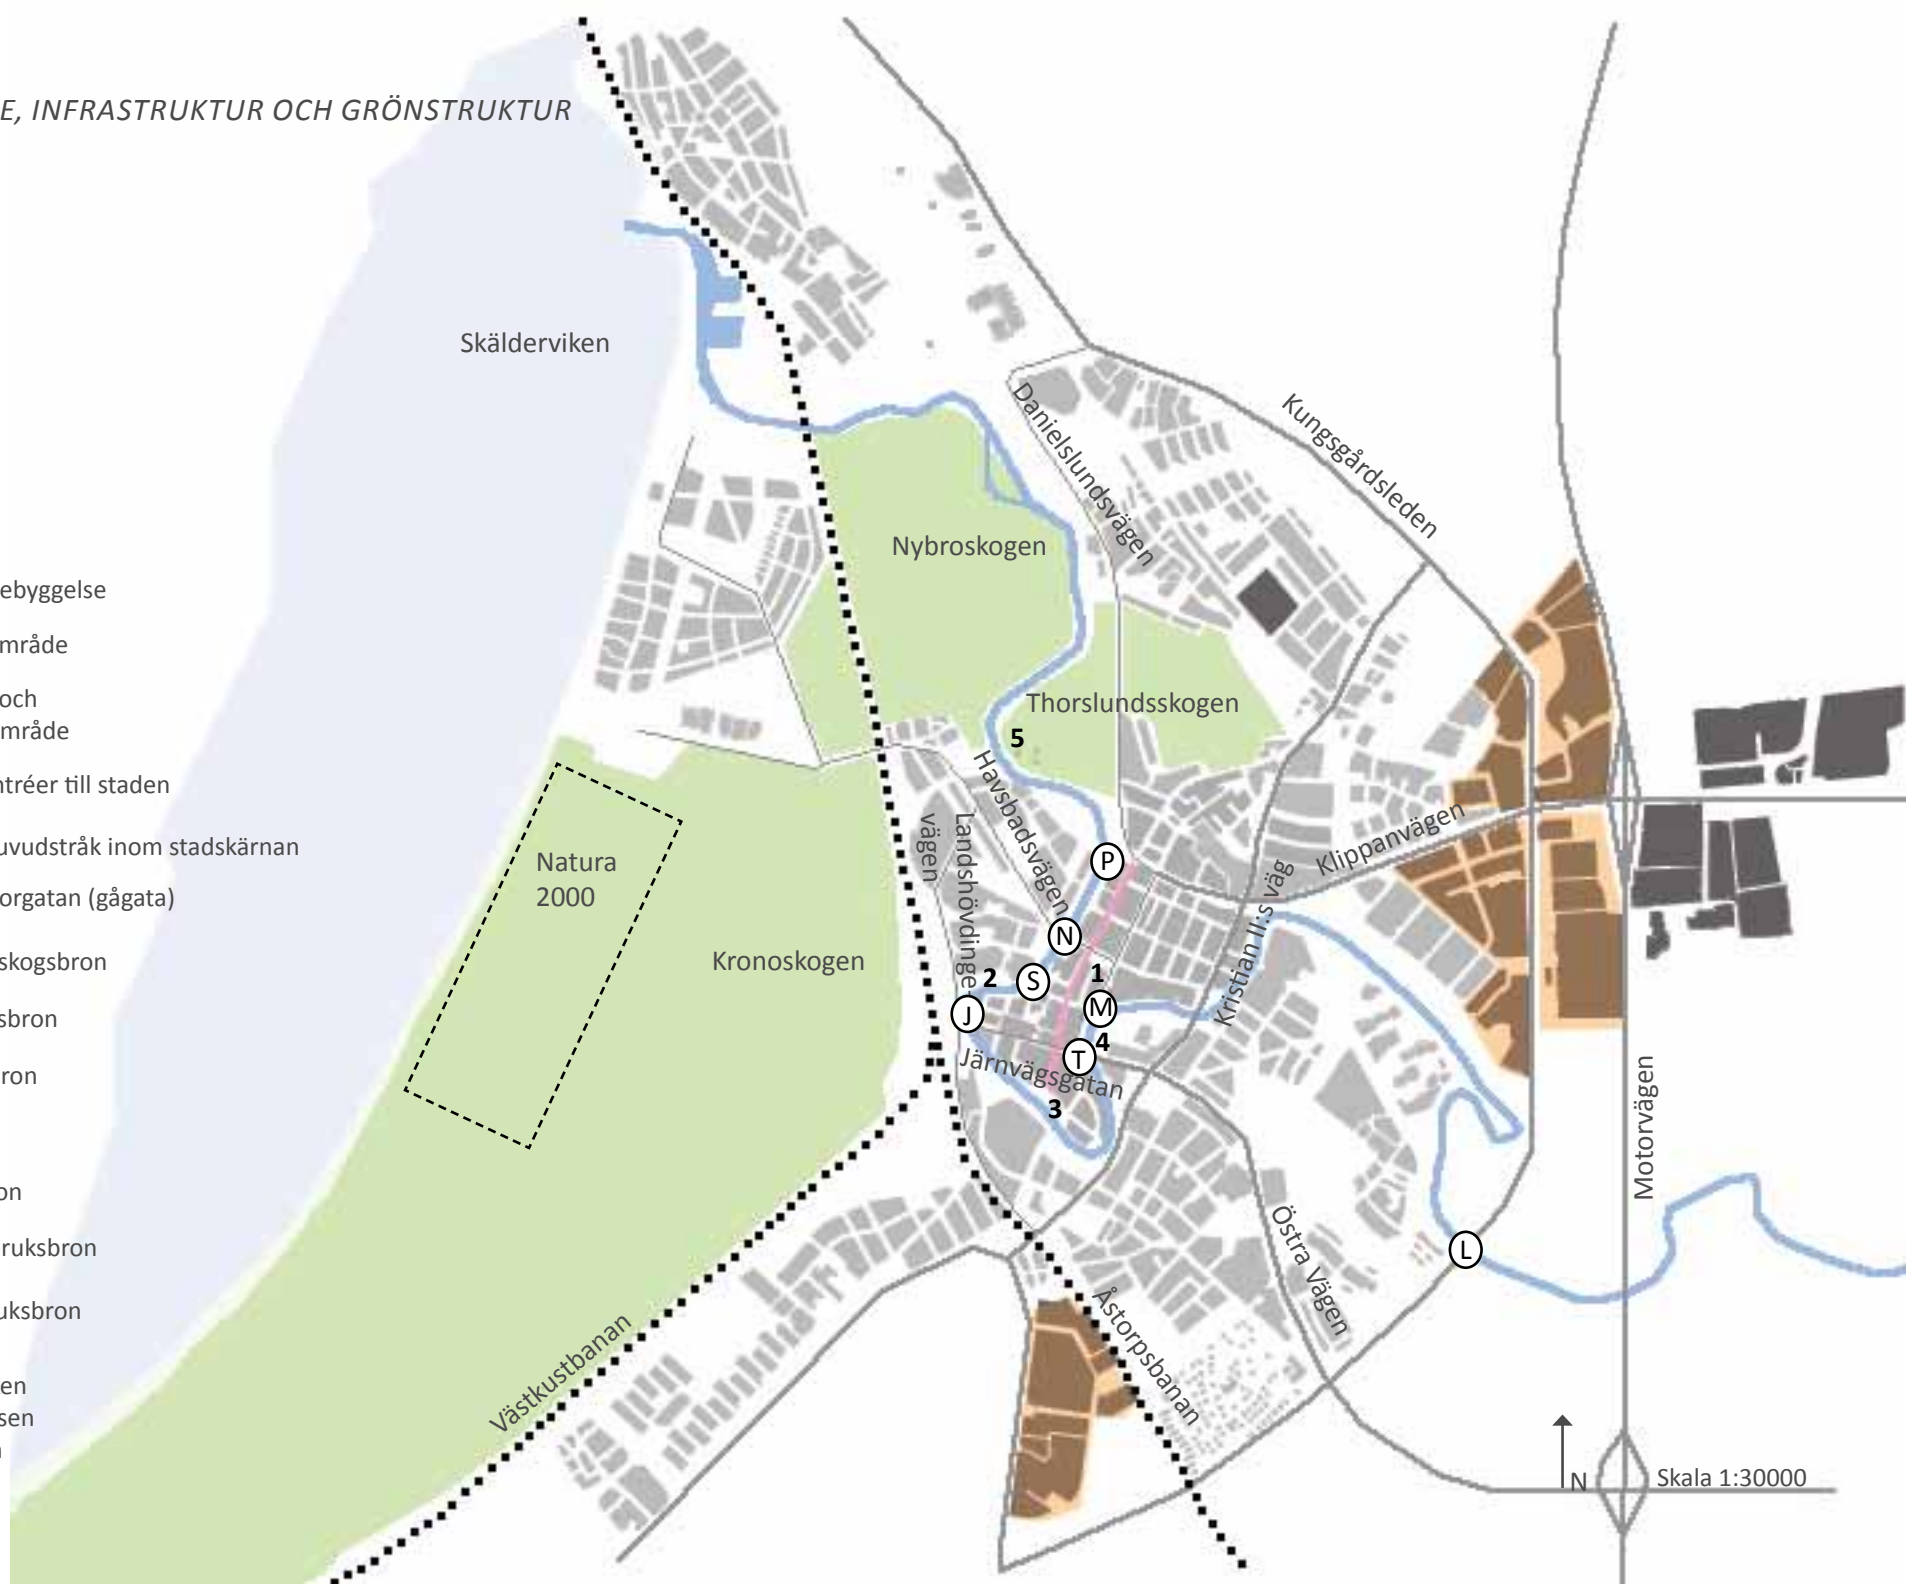 E, INFRASTRUKTUR OCH GRÖNSTRUKTUR
ebyggelse
mråde
och
mråde
ntréer till staden
uvudstråk inom stadskärnan
orgatan (gågata)
skogsbron
sbron
ron
on
ruksbron
uksbron
en
sen
Skälderviken
Nybroskogen
Thorslundsskogen
Kronoskogen
Natura
2000
Danielslundsvägen
Kungsgårdsleden
Havsbadsvägen
Landshövdinge-
vägen
Klippanvägen
Kristian II:s väg
Järnvägsgatan
Östra Vägen
Åstorpsbanan
Västkustbanan
Motorvägen
5
P
N
2
S
1
J
M
4
T
3
L
N
Skala 1:30000